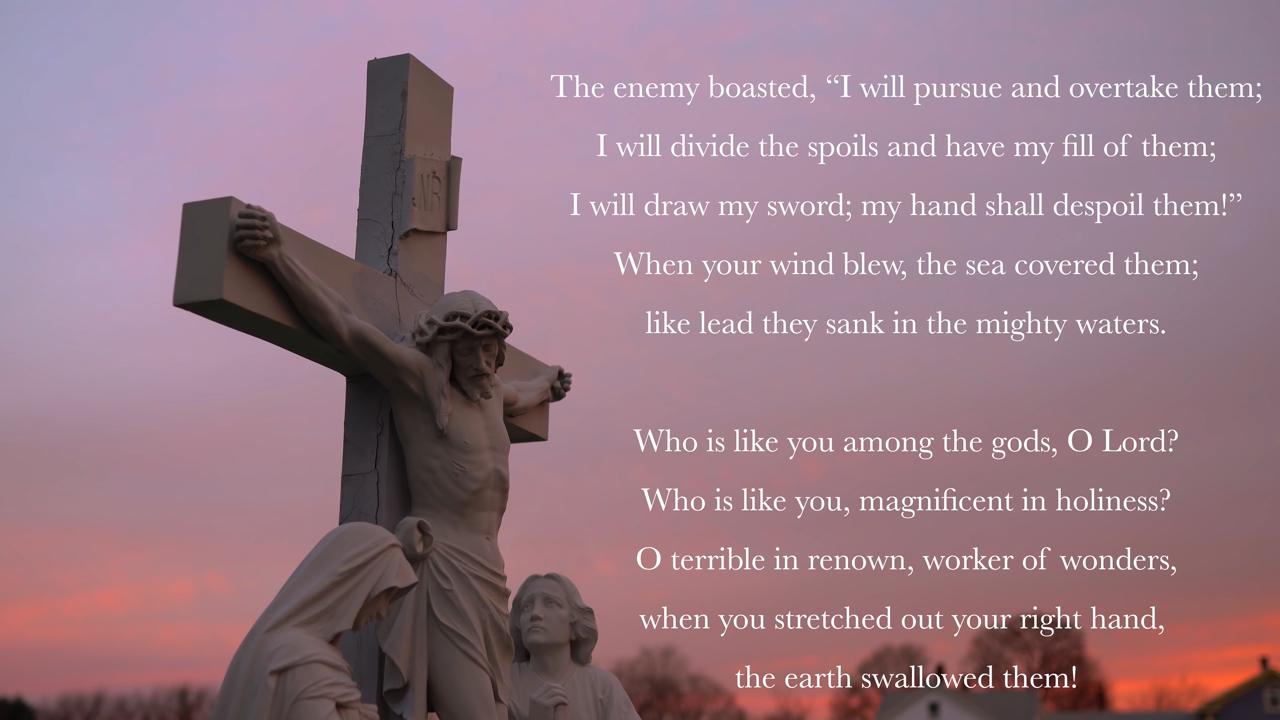 The enemy boasted, “I will pursue and overtake them;
I will divide the spoils and have my fill of them;
I will draw my sword; my hand shall despoil them!”
When your wind blew, the sea covered them;
like lead they sank in the mighty waters.
Who is like you among the gods, O Lord?
Who is like you, magnificent in holiness?
O terrible in renown, worker of wonders,
when you stretched out your right hand,
the earth swallowed them!